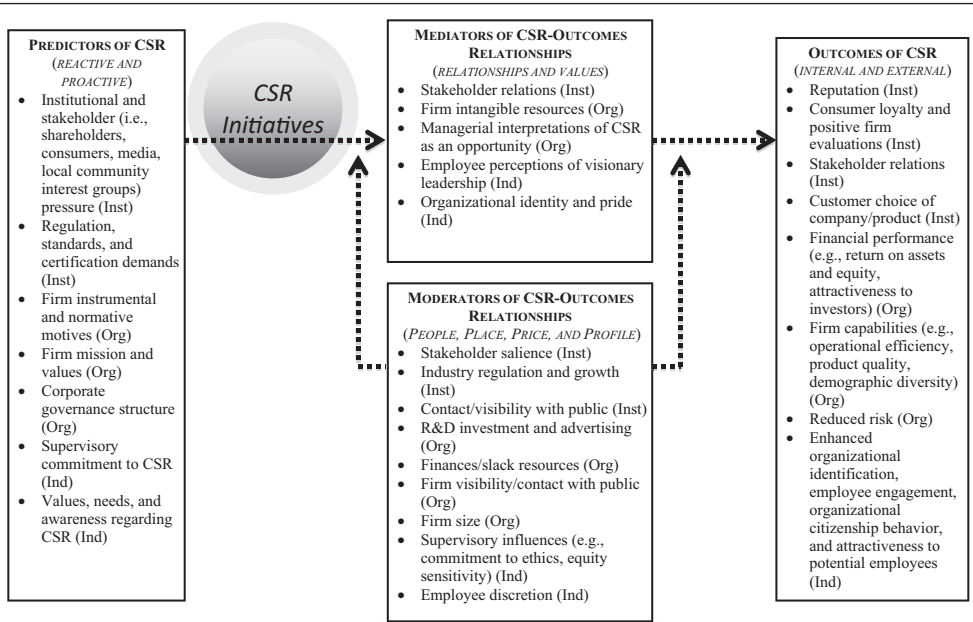 PREDICTORS OF CSR
(REACTIVE AND
PROACTIVE)
• Institutional and
stakeholder (i.e.,
shareholders,
consumers, media,
local community
interest groups)
pressure (Inst)
• Regulation,
standards, and
certification demands
(Inst)
• Firm instrumental
and normative
motives (Org)
• Firm mission and
values (Org)
• Corporate
governance structure
(Org)
• Supervisory
commitment to CSR
(Ind)
• Values, needs, and
awareness regarding
CSR (Ind)
CSR
Initiatives
MEDIATORS OF CSR-OUTCOMES
RELATIONSHIPS
(RELATIONSHIPS AND VALUES)
• Stakeholder relations (Inst)
• Firm intangible resources (Org)
• Managerial interpretations of CSR
as an opportunity (Org)
• Employee perceptions of visionary
leadership (Ind)
• Organizational identity and pride
(Ind)
MODERATORS OF CSR-OUTCOMES
RELATIONSHIPS
(PEOPLE, PLACE, PRICE, AND PROFILE)
• Stakeholder salience (Inst)
• Industry regulation and growth
(Inst)
• Contact/visibility with public (Inst)
• R&D investment and advertising
(Org)
• Finances/slack resources (Org)
• Firm visibility/contact with public
(Org)
• Firm size (Org)
• Supervisory influences (e.g.,
commitment to ethics, equity
sensitivity) (Ind)
• Employee discretion (Ind)
OUTCOMES OF CSR
(INTERNAL AND EXTERNAL)
• Reputation (Inst)
• Consumer loyalty and
positive firm
evaluations (Inst)
• Stakeholder relations
(Inst)
• Customer choice of
company/product (Inst)
• Financial performance
(e.g., return on assets
and equity,
attractiveness to
investors) (Org)
• Firm capabilities (e.g.,
operational efficiency,
product quality,
demographic diversity)
(Org)
• Reduced risk (Org)
• Enhanced
organizational
identification,
employee engagement,
organizational
citizenship behavior,
and attractiveness to
potential employees
(Ind)